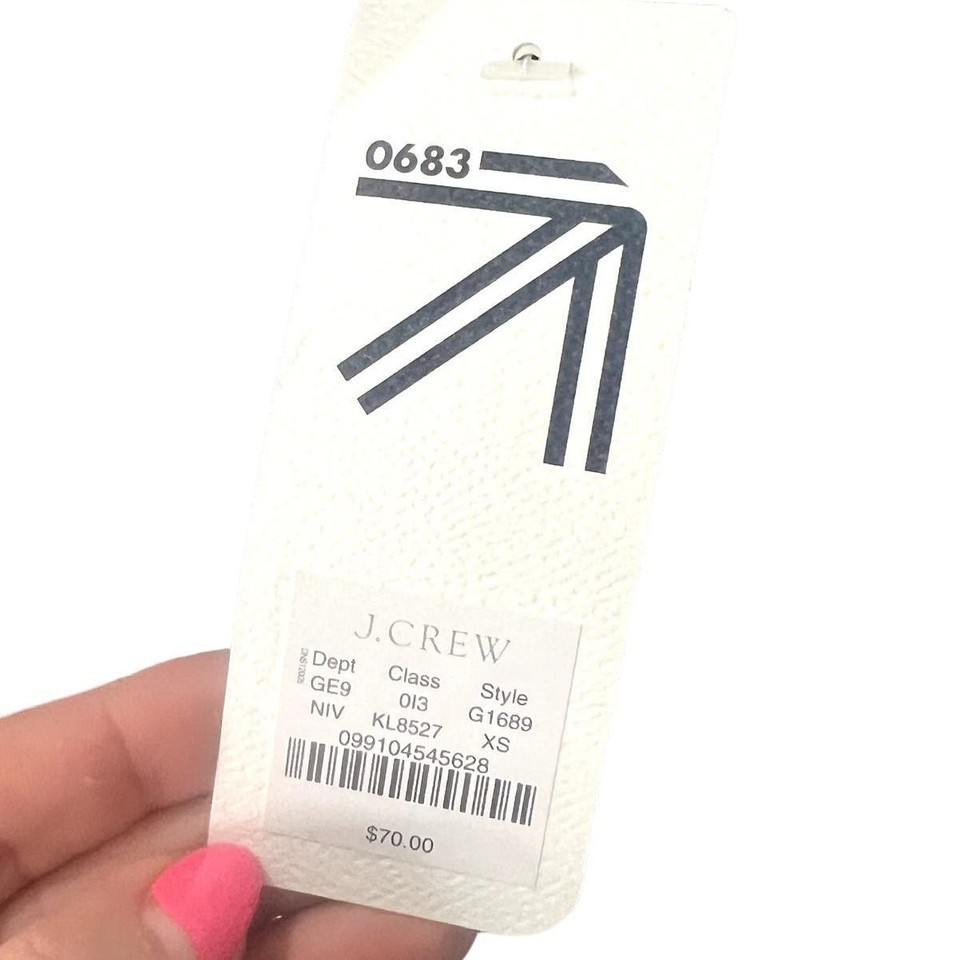 0683
J.CREW
Dept Class Style
GE9 0I3 G1689
NIV KL8527 XS
099104545628
$70.00